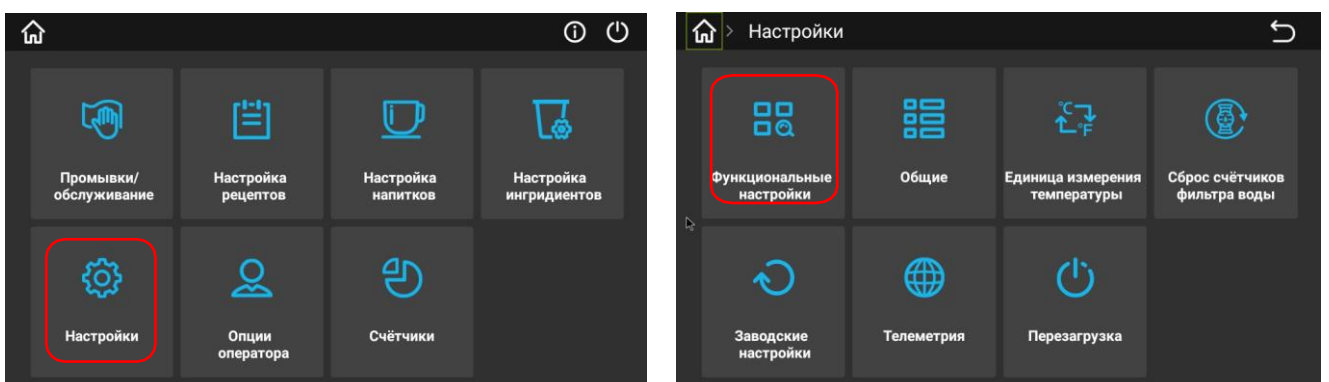 Промывки/
обслуживание
Настройка
рецептов
Настройка
напитков
Настройка
ингридиентов
Настройки
Опции
оператора
Счётчики
> Настройки
Функциональные
настройки
Общие
°C
°F
Единица измерения
температуры
Сброс счётчиков
фильтра воды
Заводские
настройки
Телеметрия
Перезагрузка